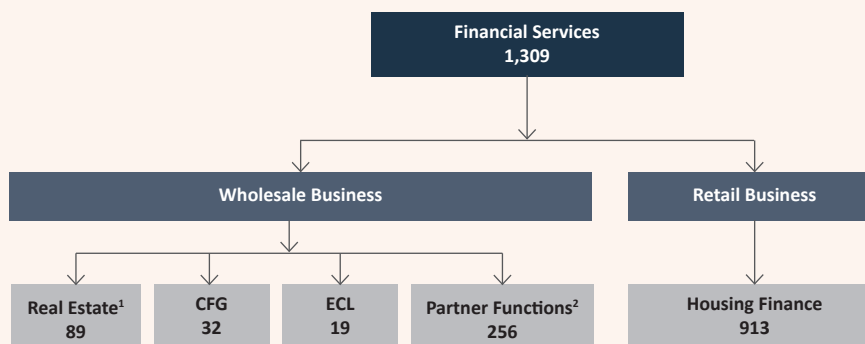 Financial Services
1,309
Wholesale Business
Retail Business
Real Estate¹
89
CFG
32
ECL
19
Partner Functions²
256
Housing Finance
913